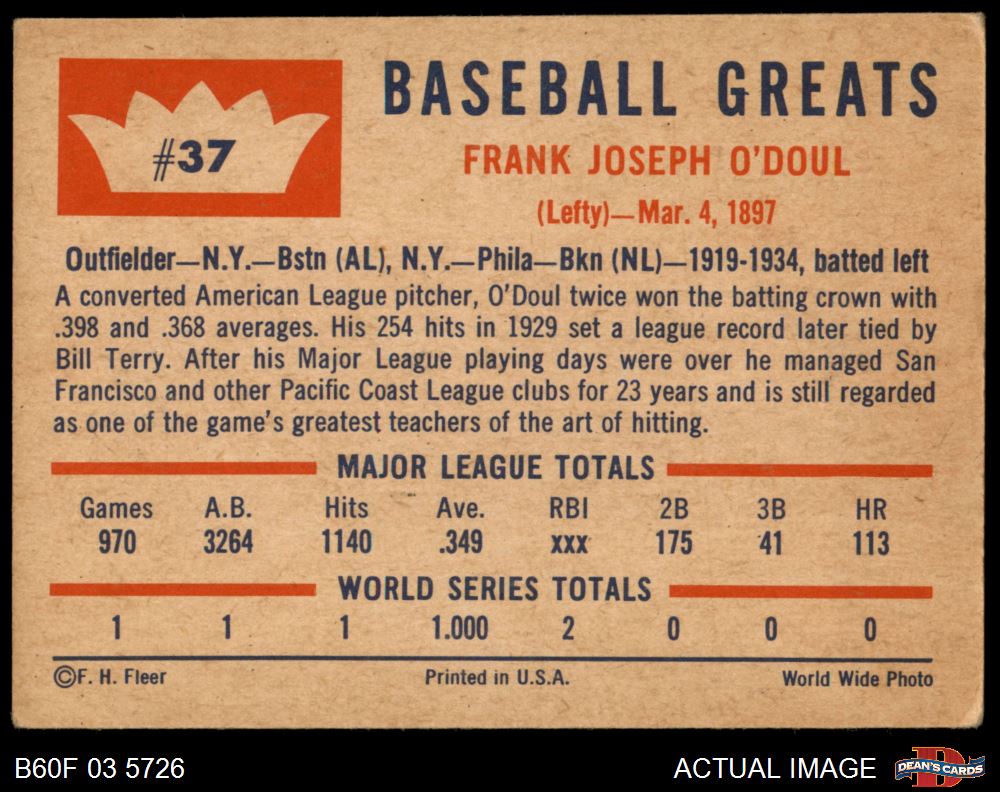 #37
BASEBALL GREATS
FRANK JOSEPH O'DOUL
(Lefty)—Mar. 4, 1897
Outfielder—N.Y.—Bstn (AL), N.Y.—Phila—Bkn (NL)—1919-1934, batted left
A converted American League pitcher, O'Doul twice won the batting crown with
.398 and .368 averages. His 254 hits in 1929 set a league record later tied by
Bill Terry. After his Major League playing days were over he managed San
Francisco and other Pacific Coast League clubs for 23 years and is still regarded
as one of the game's greatest teachers of the art of hitting.
MAJOR LEAGUE TOTALS
Games A.B. Hits Ave. RBI 2B 3B HR
970 3264 1140 .349 xxx 175 41 113
WORLD SERIES TOTALS
1 1 1 1.000 2 0 0 0
©F. H. Fleer Printed in U.S.A. World Wide Photo
B60F 03 5726 ACTUAL IMAGE D DEAN'S CARDS